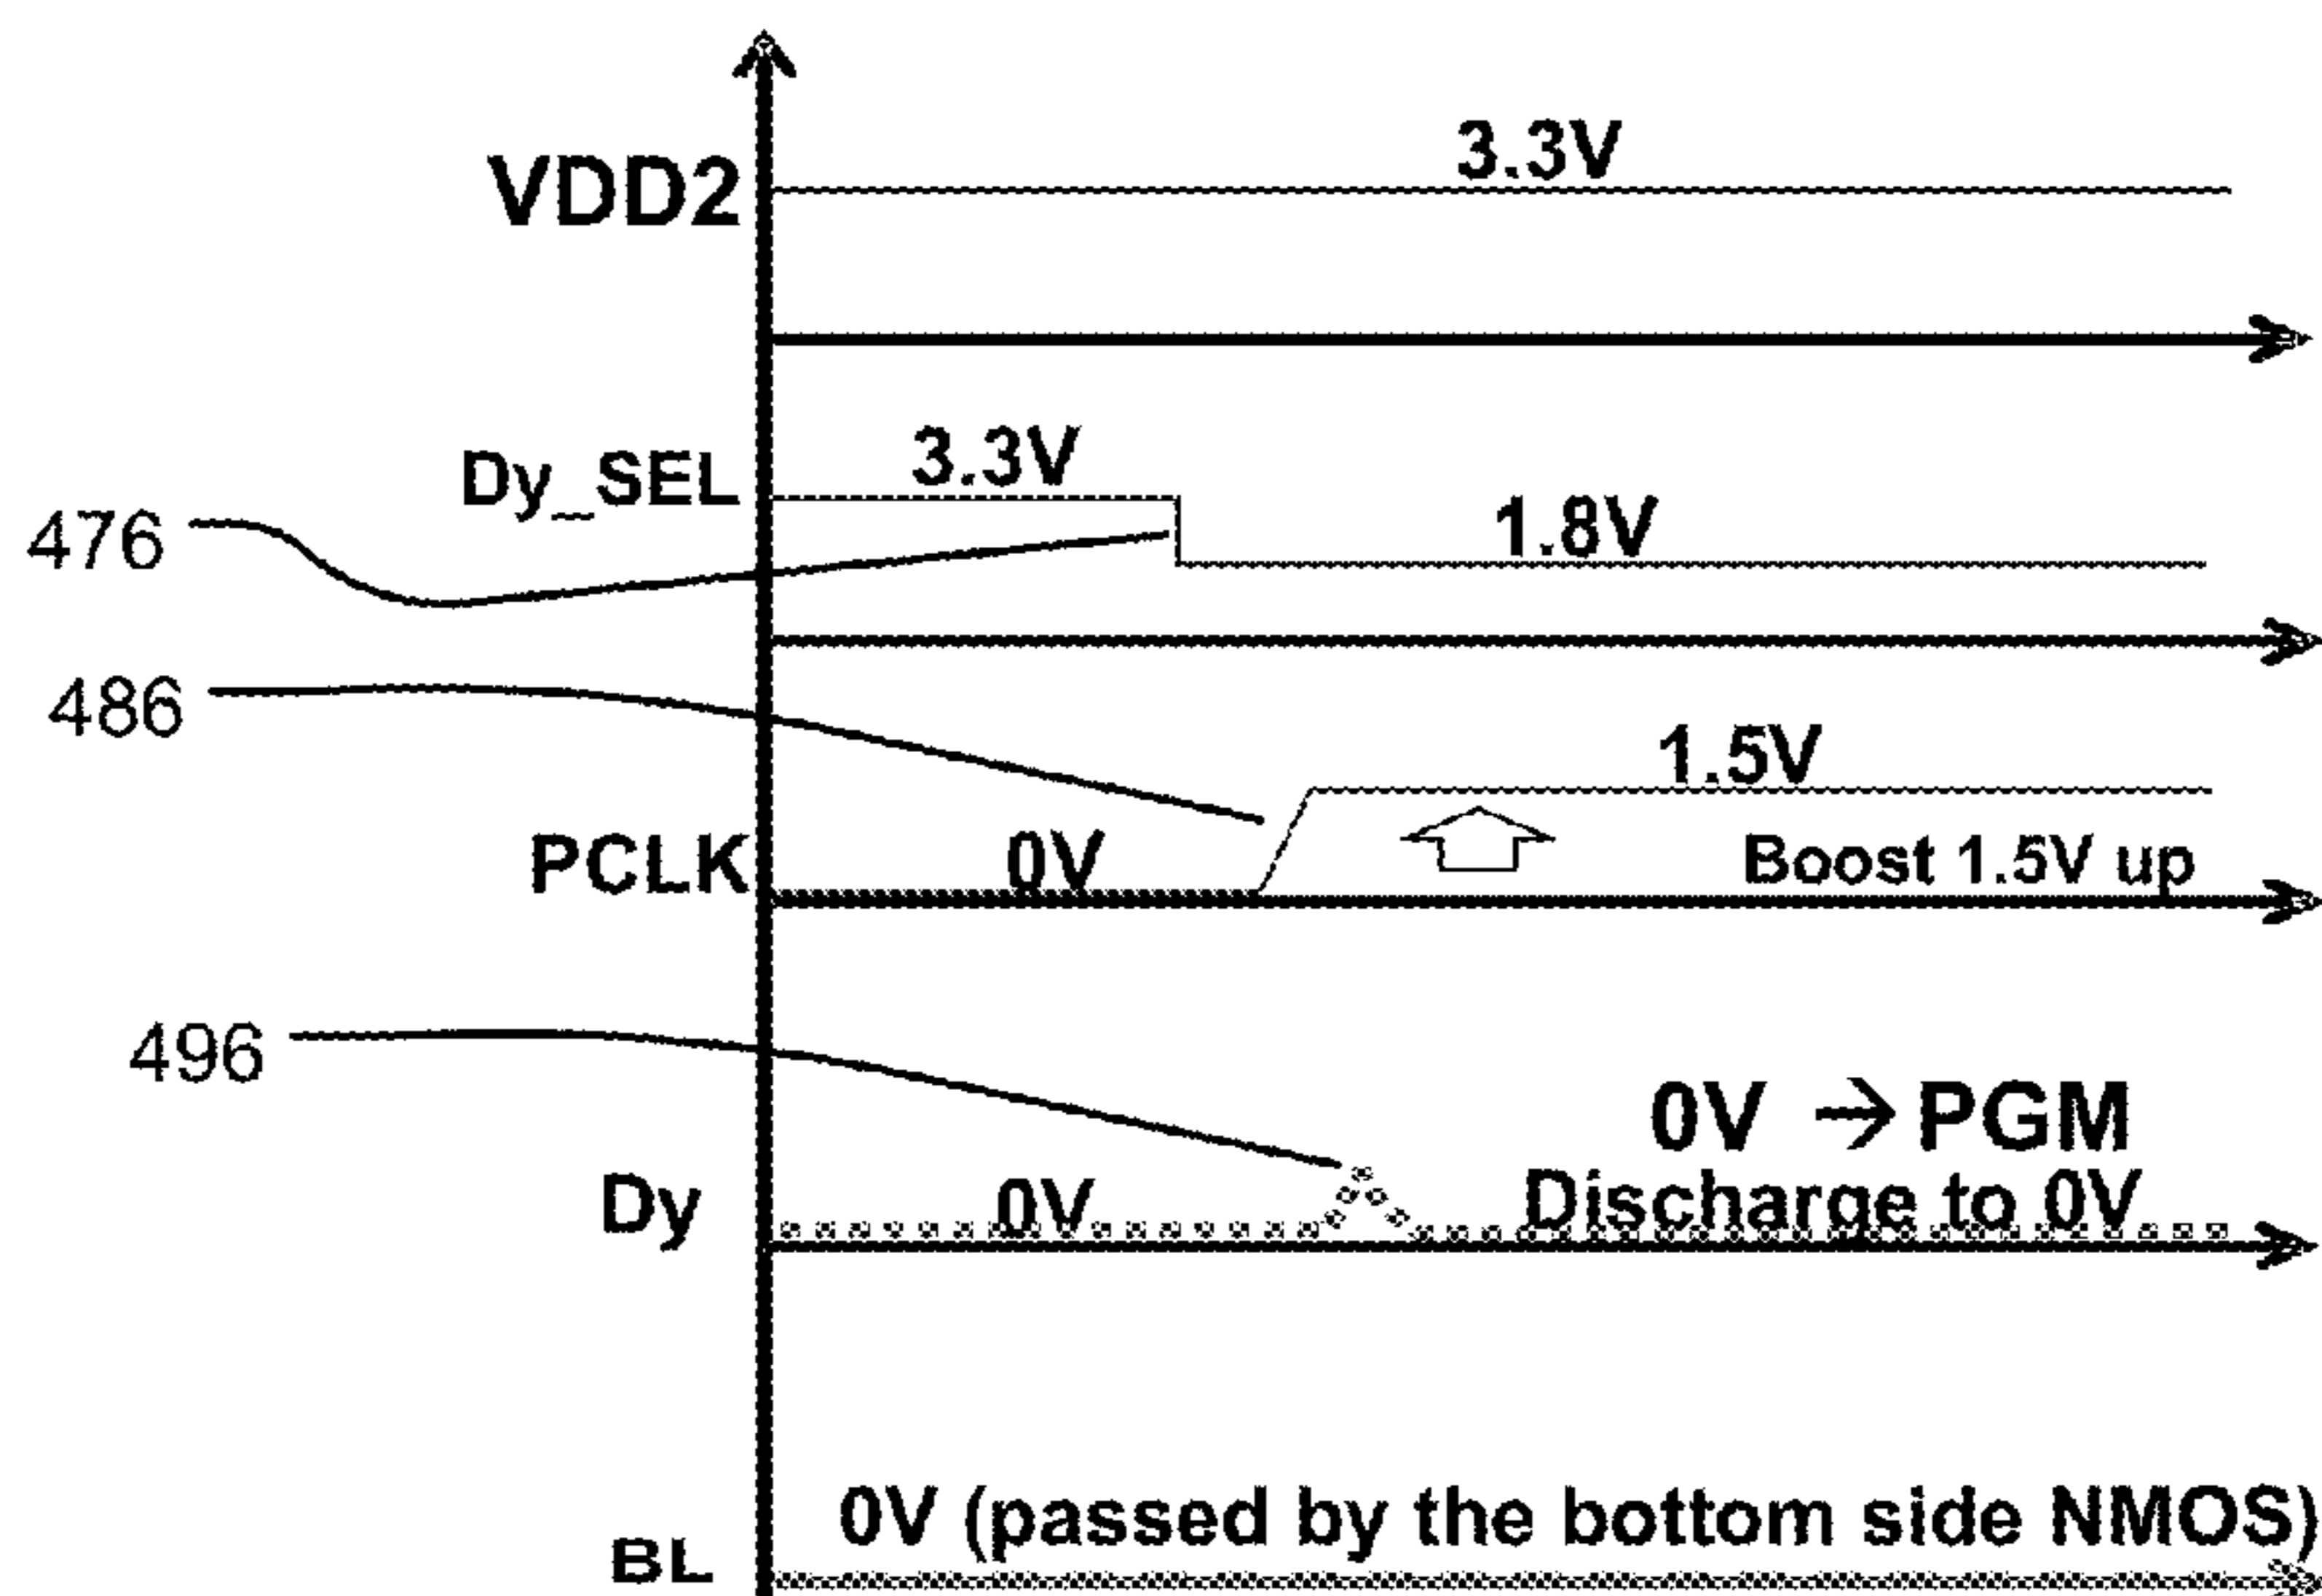 3.3V
VDD2
3.3V
Dy_SEL
1.8V
476
486
1.5V
PCLK
0V
Boost 1.5V up
496
0V → PGM
Dy
0V
Discharge to 0V
0V (passed by the bottom side NMOS)
BL